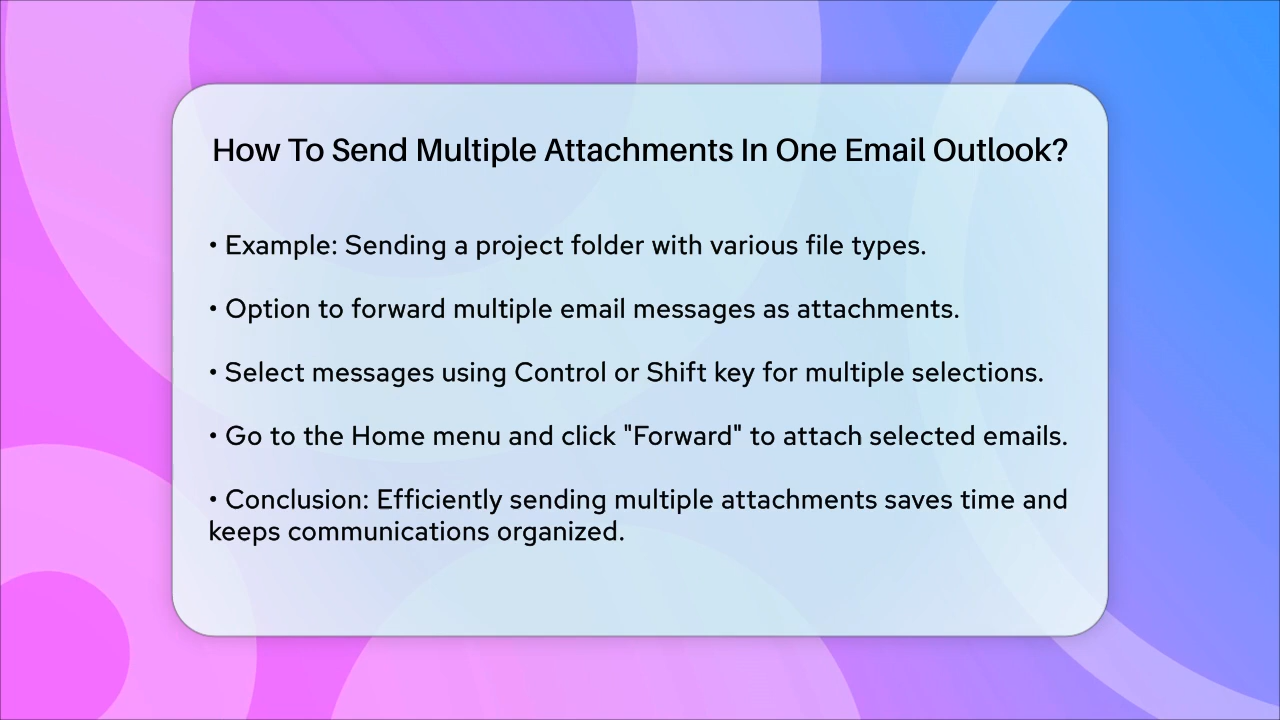 How To Send Multiple Attachments In One Email Outlook?
• Example: Sending a project folder with various file types.
• Option to forward multiple email messages as attachments.
• Select messages using Control or Shift key for multiple selections.
• Go to the Home menu and click "Forward" to attach selected emails.
• Conclusion: Efficiently sending multiple attachments saves time and
keeps communications organized.